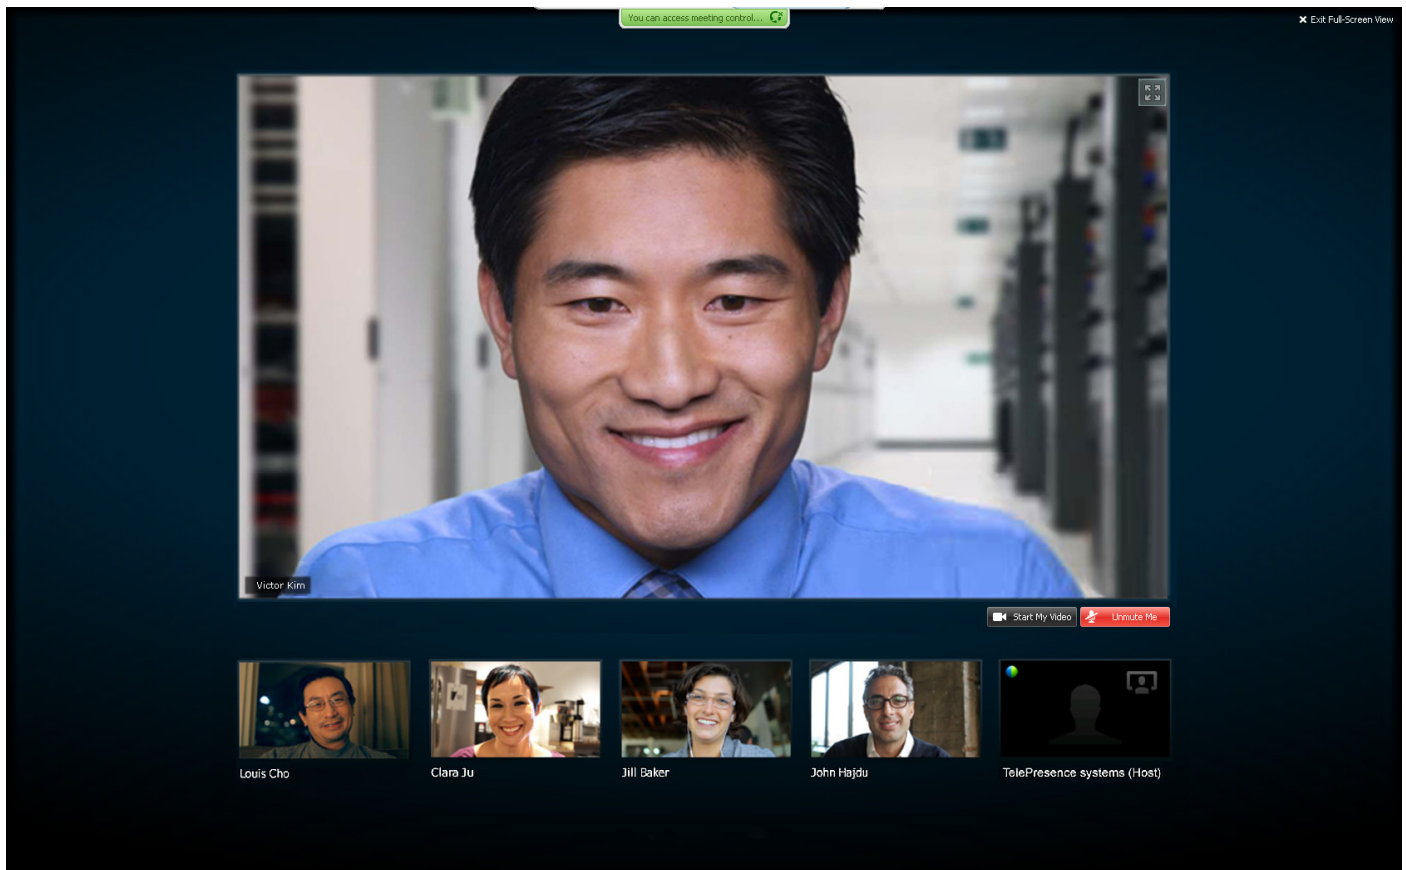 You can access meeting control...
Exit Full-Screen View
Victor Kim
Start My Video
Unmute Me
Louis Cho
Clara Ju
Jill Baker
John Hajdu
TelePresence systems (Host)